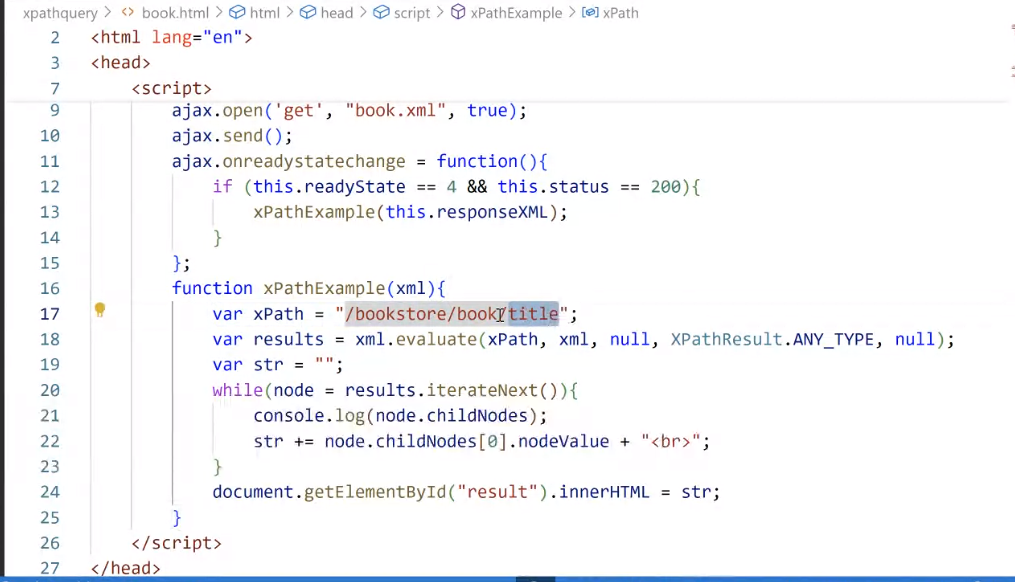 xpathquery > <> book.html > html > head > script > xPathExample > xPath
2 <html lang="en">
3 <head>
7 <script>
9 ajax.open('get', "book.xml", true);
10 ajax.send();
11 ajax.onreadystatechange = function(){
12 if (this.readyState == 4 && this.status == 200){
13 xPathExample(this.responseXML);
14 }
15 };
16 function xPathExample(xml){
17 var xPath = "/bookstore/book/title";
18 var results = xml.evaluate(xPath, xml, null, XPathResult.ANY_TYPE, null);
19 var str = "";
20 while(node = results.iterateNext()){
21 console.log(node.childNodes);
22 str += node.childNodes[0].nodeValue + "<br>";
23 }
24 document.getElementById("result").innerHTML = str;
25 }
26 </script>
27 </head>